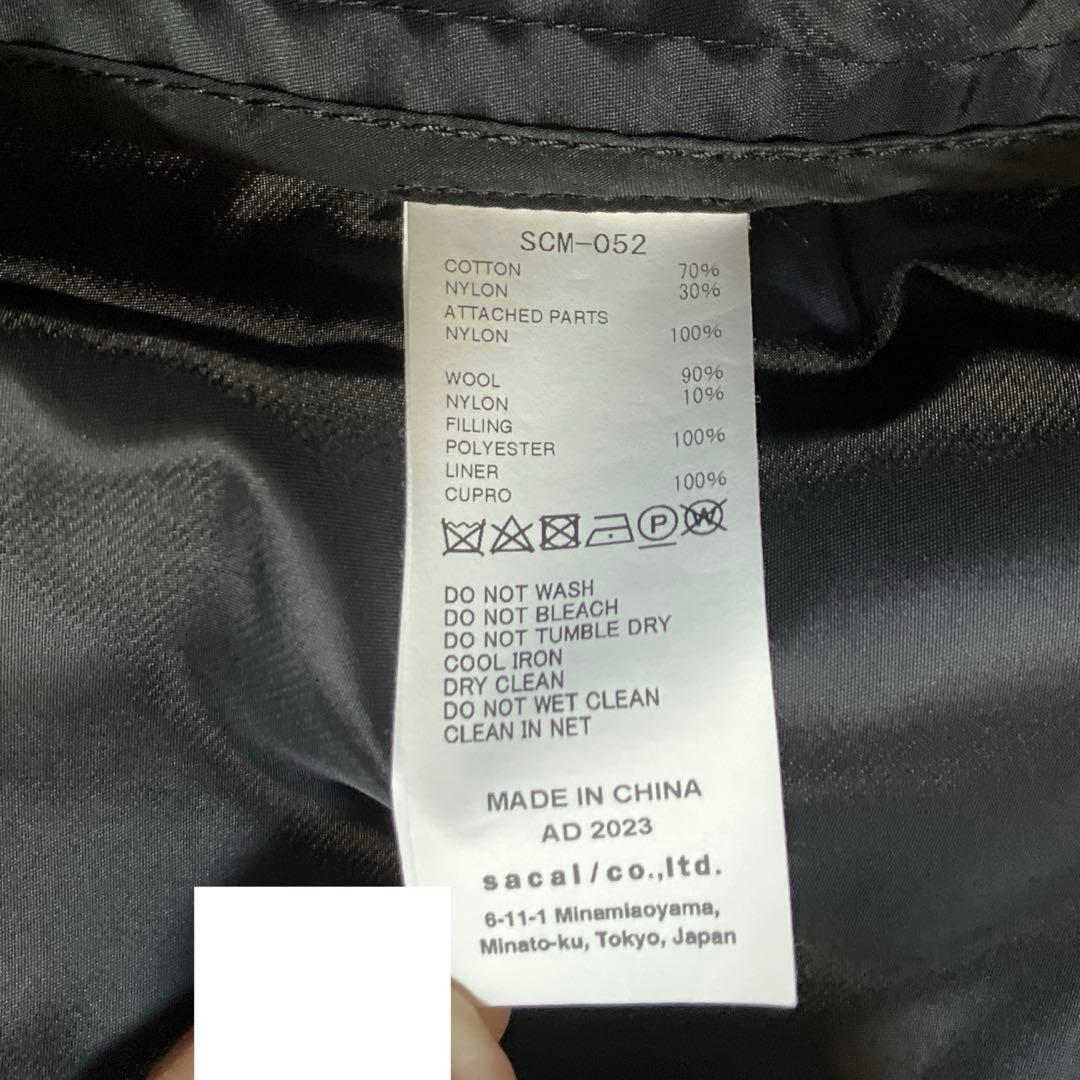 SCM-052
COTTON 70%
NYLON 30%
ATTACHED PARTS
NYLON 100%
WOOL 90%
NYLON 10%
FILLING
POLYESTER 100%
LINER
CUPRO 100%
P W
DO NOT WASH
DO NOT BLEACH
DO NOT TUMBLE DRY
COOL IRON
DRY CLEAN
DO NOT WET CLEAN
CLEAN IN NET
MADE IN CHINA
AD 2023
sacai/co.,ltd.
6-11-1 Minamiaoyama,
Minato-ku, Tokyo, Japan